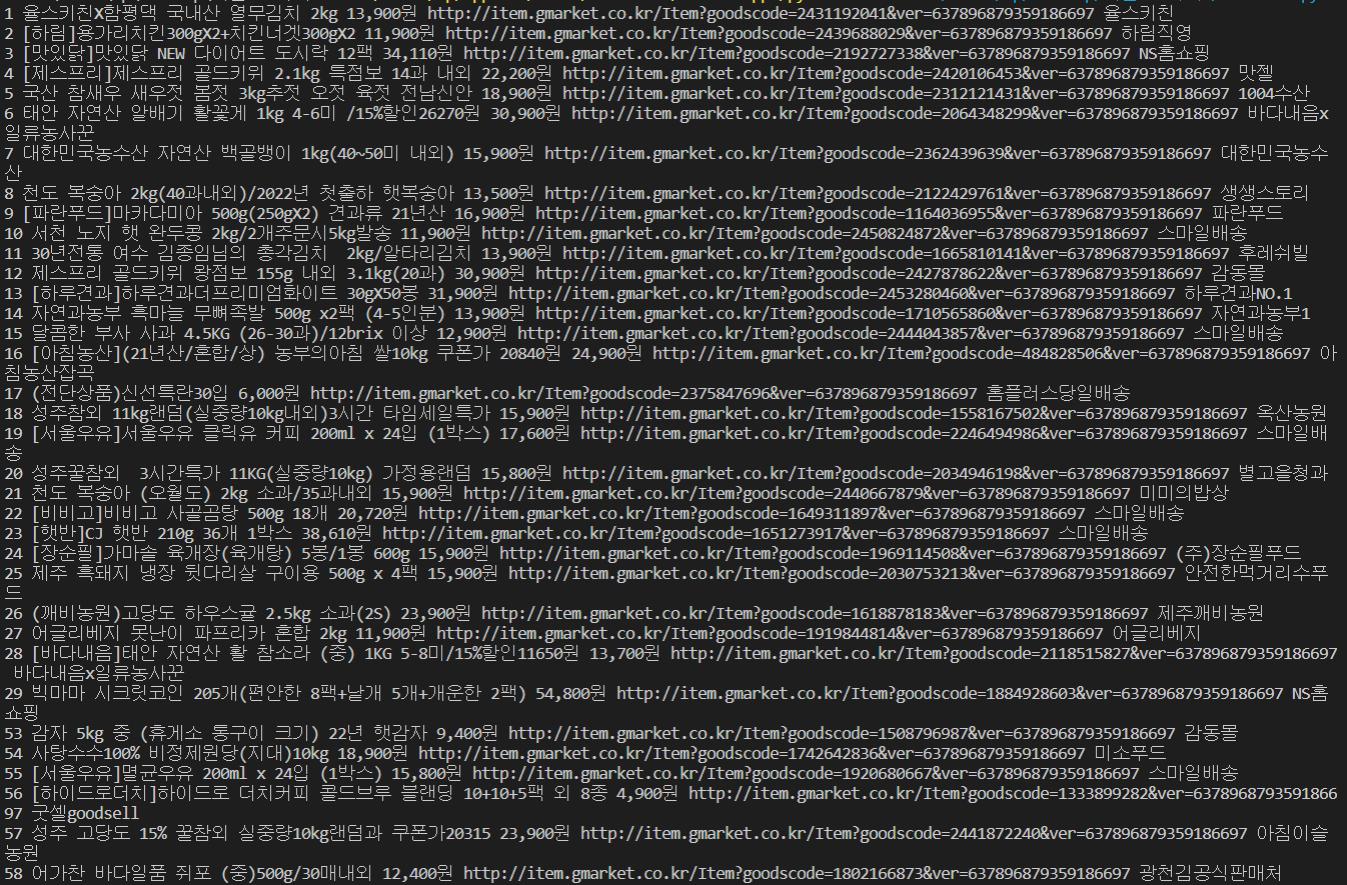 1 율스키친X함평댁 국내산 열무김치 2kg 13,900원 http://item.gmarket.co.kr/Item?goodscode=2431192041&ver=637896879359186697 율스키친
2 [하림]용가리치킨300gX2+치킨너겟300gX2 11,900원 http://item.gmarket.co.kr/Item?goodscode=2439688029&ver=637896879359186697 하림직영
3 [맛있닭]맛있닭 NEW 다이어트 도시락 12팩 34,110원 http://item.gmarket.co.kr/Item?goodscode=2192727338&ver=637896879359186697 NS홈쇼핑
4 [제스프리]제스프리 골드키위 2.1kg 특점보 14과 내외 22,200원 http://item.gmarket.co.kr/Item?goodscode=2420106453&ver=637896879359186697 맛젤
5 국산 참새우 새우젓 봄젓 3kg추젓 오젓 육젓 전남신안 18,900원 http://item.gmarket.co.kr/Item?goodscode=2312121431&ver=637896879359186697 1004수산
6 태안 자연산 알배기 활꽃게 1kg 4-6미 /15%할인26270원 30,900원 http://item.gmarket.co.kr/Item?goodscode=2064348299&ver=637896879359186697 바다내음x
일류농사꾼
7 대한민국농수산 자연산 백골뱅이 1kg(40~50미 내외) 15,900원 http://item.gmarket.co.kr/Item?goodscode=2362439639&ver=637896879359186697 대한민국농수
산
8 천도 복숭아 2kg(40과내외)/2022년 첫출하 햇복숭아 13,500원 http://item.gmarket.co.kr/Item?goodscode=2122429761&ver=637896879359186697 생생스토리
9 [파란푸드]마카다미아 500g(250gX2) 견과류 21년산 16,900원 http://item.gmarket.co.kr/Item?goodscode=1164036955&ver=637896879359186697 파란푸드
10 서천 노지 햇 완두콩 2kg/2개주문시5kg발송 11,900원 http://item.gmarket.co.kr/Item?goodscode=2450824872&ver=637896879359186697 스마일배송
11 30년전통 여수 김종임님의 총각김치  2kg/알타리김치 13,900원 http://item.gmarket.co.kr/Item?goodscode=1665810141&ver=637896879359186697 후레쉬빌
12 제스프리 골드키위 왕점보 155g 내외 3.1kg(20과) 30,900원 http://item.gmarket.co.kr/Item?goodscode=2427878622&ver=637896879359186697 감동몰
13 [하루견과]하루견과더프리미엄화이트 30gX50봉 31,900원 http://item.gmarket.co.kr/Item?goodscode=2453280460&ver=637896879359186697 하루견과NO.1
14 자연과농부 흑마늘 무뼈족발 500g x2팩 (4-5인분) 13,900원 http://item.gmarket.co.kr/Item?goodscode=1710565860&ver=637896879359186697 자연과농부1
15 달콤한 부사 사과 4.5KG (26-30과)/12brix 이상 12,900원 http://item.gmarket.co.kr/Item?goodscode=2444043857&ver=637896879359186697 스마일배송
16 [아침농산](21년산/혼합/상) 농부의아침 쌀10kg 쿠폰가 20840원 24,900원 http://item.gmarket.co.kr/Item?goodscode=484828506&ver=637896879359186697 아
침농산잡곡
17 (전단상품)신선특란30입 6,000원 http://item.gmarket.co.kr/Item?goodscode=2375847696&ver=637896879359186697 홈플러스당일배송
18 성주참외 11kg랜덤(실중량10kg내외)3시간 타임세일특가 15,900원 http://item.gmarket.co.kr/Item?goodscode=1558167502&ver=637896879359186697 옥산농원
19 [서울우유]서울우유 클릭유 커피 200ml x 24입 (1박스) 17,600원 http://item.gmarket.co.kr/Item?goodscode=2246494986&ver=637896879359186697 스마일배
송
20 성주꿀참외  3시간특가 11KG(실중량10kg) 가정용랜덤 15,800원 http://item.gmarket.co.kr/Item?goodscode=2034946198&ver=637896879359186697 별고을청과
21 천도 복숭아 (오월도) 2kg 소과/35과내외 15,900원 http://item.gmarket.co.kr/Item?goodscode=2440667879&ver=637896879359186697 미미의밥상
22 [비비고]비비고 사골곰탕 500g 18개 20,720원 http://item.gmarket.co.kr/Item?goodscode=1649311897&ver=637896879359186697 스마일배송
23 [햇반]CJ 햇반 210g 36개 1박스 38,610원 http://item.gmarket.co.kr/Item?goodscode=1651273917&ver=637896879359186697 스마일배송
24 [장순필]가마솥 육개장(육개탕) 5봉/1봉 600g 15,900원 http://item.gmarket.co.kr/Item?goodscode=1969114508&ver=637896879359186697 (주)장순필푸드
25 제주 흑돼지 냉장 뒷다리살 구이용 500g x 4팩 15,900원 http://item.gmarket.co.kr/Item?goodscode=2030753213&ver=637896879359186697 안전한먹거리수푸
드
26 (깨비농원)고당도 하우스귤 2.5kg 소과(2S) 23,900원 http://item.gmarket.co.kr/Item?goodscode=1618878183&ver=637896879359186697 제주깨비농원
27 어글리베지 못난이 파프리카 혼합 2kg 11,900원 http://item.gmarket.co.kr/Item?goodscode=1919844814&ver=637896879359186697 어글리베지
28 [바다내음]태안 자연산 활 참소라 (중) 1KG 5-8미/15%할인11650원 13,700원 http://item.gmarket.co.kr/Item?goodscode=2118515827&ver=637896879359186697
 바다내음x일류농사꾼
29 빅마마 시크릿코인 205개(편안한 8팩+낱개 5개+개운한 2팩) 54,800원 http://item.gmarket.co.kr/Item?goodscode=1884928603&ver=637896879359186697 NS홈
쇼핑
53 감자 5kg 중 (휴게소 통구이 크기) 22년 햇감자 9,400원 http://item.gmarket.co.kr/Item?goodscode=1508796987&ver=637896879359186697 감동몰
54 사탕수수100% 비정제원당(지대)10kg 18,900원 http://item.gmarket.co.kr/Item?goodscode=1742642836&ver=637896879359186697 미소푸드
55 [서울우유]멸균우유 200ml x 24입 (1박스) 15,800원 http://item.gmarket.co.kr/Item?goodscode=1920680667&ver=637896879359186697 스마일배송
56 [하이드로더치]하이드로 더치커피 콜드브루 블랜딩 10+10+5팩 외 8종 4,900원 http://item.gmarket.co.kr/Item?goodscode=1333899282&ver=6378968793591866
97 굿셀goodsell
57 성주 고당도 15% 꿀참외 실중량10kg랜덤과 쿠폰가20315 23,900원 http://item.gmarket.co.kr/Item?goodscode=2441872240&ver=637896879359186697 아침이슬
농원
58 어가찬 바다일품 쥐포 (중)500g/30매내외 12,400원 http://item.gmarket.co.kr/Item?goodscode=1802166873&ver=637896879359186697 광천김공식판매처